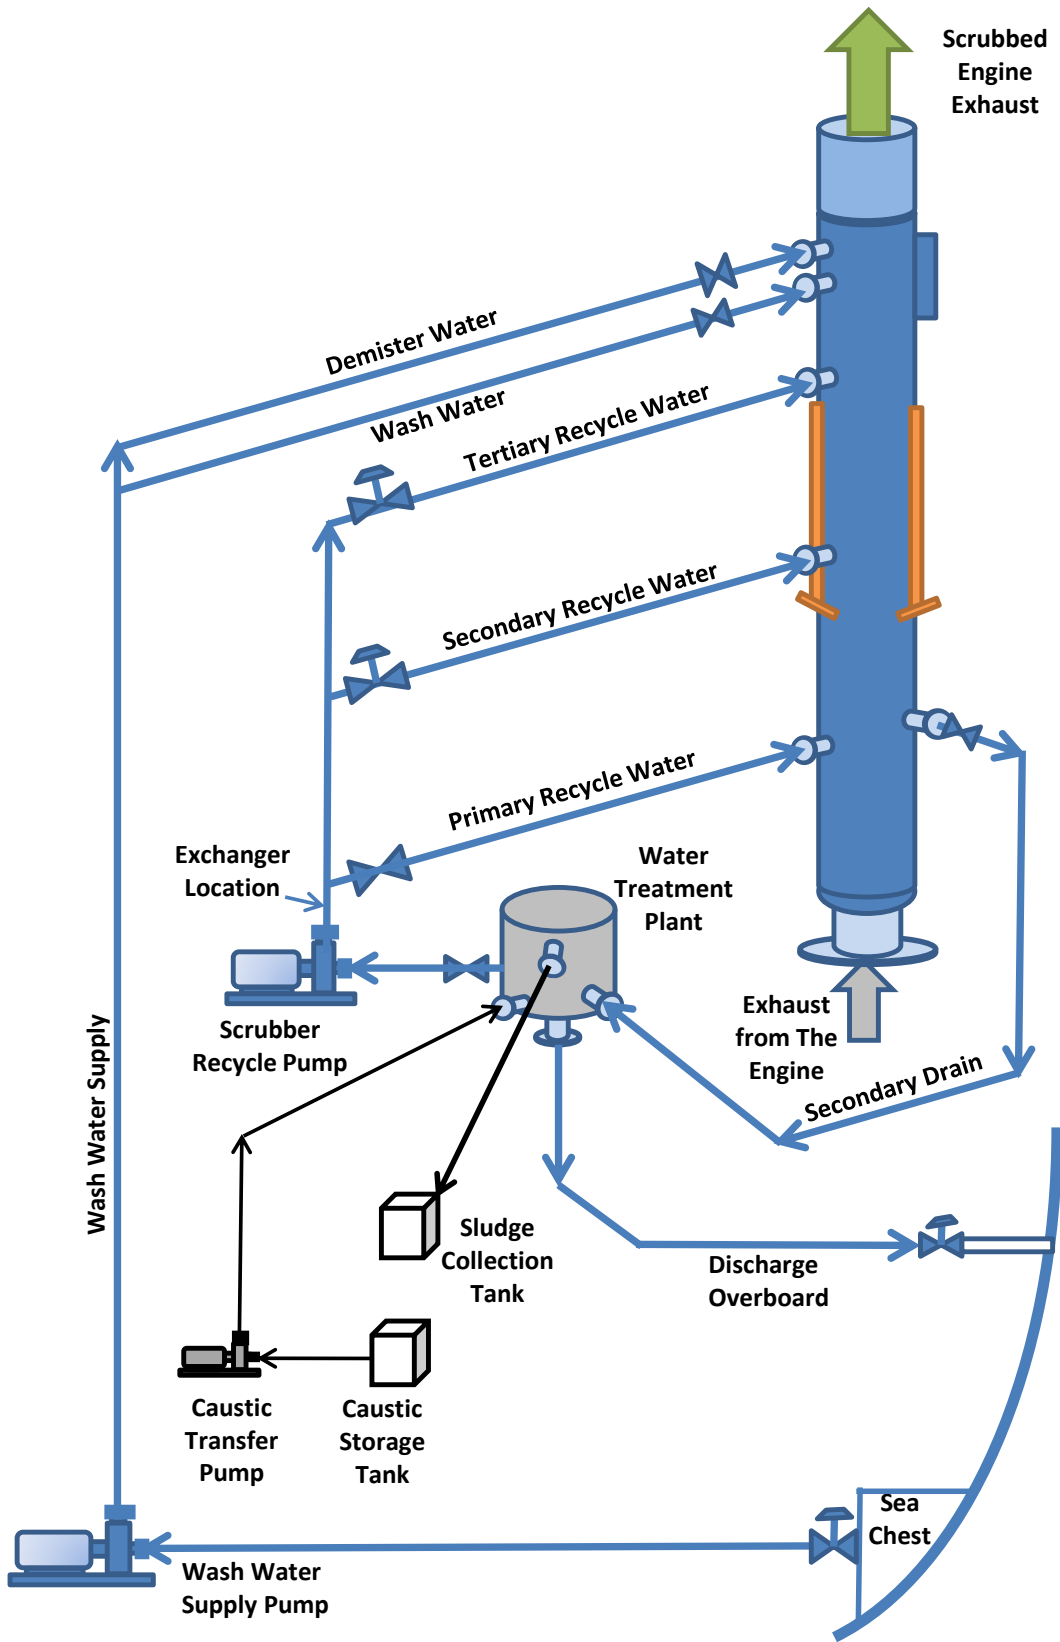 Scrubbed
Engine
Exhaust
Demister Water
Wash Water
Tertiary Recycle Water
Secondary Recycle Water
Primary Recycle Water
Exchanger
Location
Water
Treatment
Plant
Scrubber
Recycle Pump
Exhaust
from The
Engine
Secondary Drain
Wash Water Supply
Sludge
Collection
Tank
Discharge
Overboard
Caustic
Transfer
Pump
Caustic
Storage
Tank
Sea
Chest
Wash Water
Supply Pump